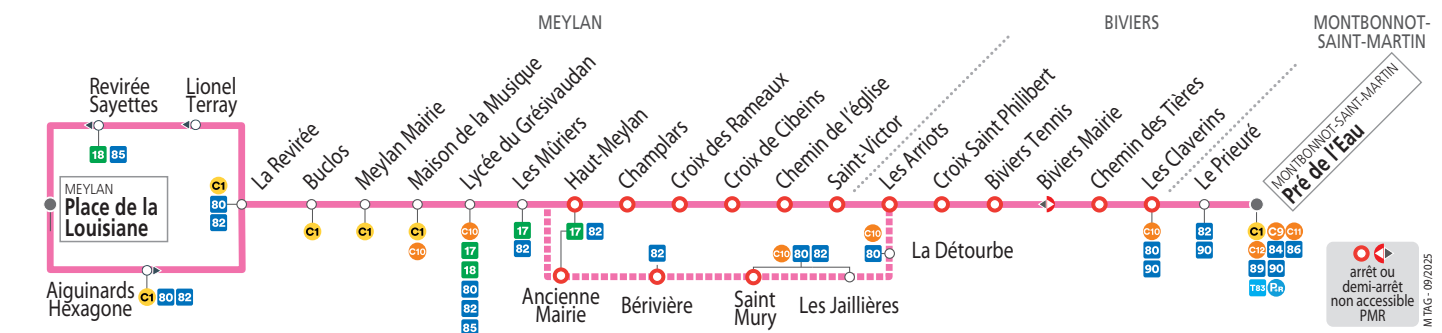 MEYLAN
BIVIERS
MONTBONNOT-
SAINT-MARTIN
Revirée
Sayettes
18 85
Lionel
Terray
MEYLAN
Place de la
Louisiane
Aiguinards
Hexagone
C1 80 82
C1
80
82
La Revirée
Buclos
C1
Meylan Mairie
C1
Maison de la Musique
C1
C10
Lycée du Grésivaudan
C10
17
18
80
82
85
Les Mûriers
17
82
Haut-Meylan
17 82
Champlars
Croix des Rameaux
Croix de Cibeins
Chemin de l'église
Saint-Victor
Les Arriots
Croix Saint Philibert
Biviers Tennis
Biviers Mairie
Chemin des Tières
Les Claverins
C10
80
90
Le Prieuré
82
90
MONTBONNOT-SAINT-MARTIN
Pré de l'Eau
C1 C9 C11
C12 84 86
89 90
T83 P+R
Ancienne
Mairie
82
Bérivière
C10 80 82
Saint
Mury
Les Jaillières
C10
80
La Détourbe
arrêt ou
demi-arrêt
non accessible
PMR
M TAG - 09/2025